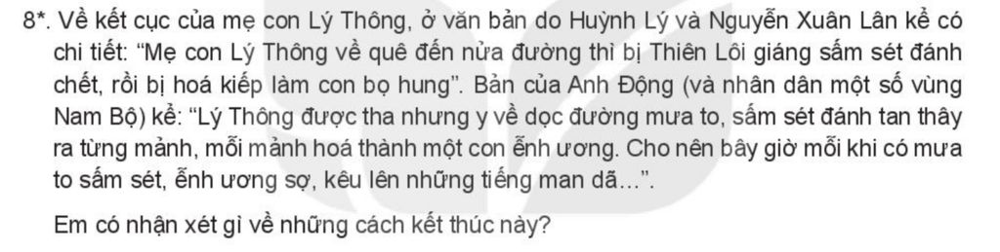 8*. Về kết cục của mẹ con Lý Thông, ở văn bản do Huỳnh Lý và Nguyễn Xuân Lân kể có
chi tiết: “Mẹ con Lý Thông về quê đến nửa đường thì bị Thiên Lôi giáng sấm sét đánh
chết, rồi bị hoá kiếp làm con bọ hung”. Bản của Anh Động (và nhân dân một số vùng
Nam Bộ) kể: “Lý Thông được tha nhưng y về dọc đường mưa to, sấm sét đánh tan thây
ra từng mảnh, mỗi mảnh hoá thành một con ễnh ương. Cho nên bây giờ mỗi khi có mưa
to sấm sét, ễnh ương sợ, kêu lên những tiếng man dã...”.
Em có nhận xét gì về những cách kết thúc này?